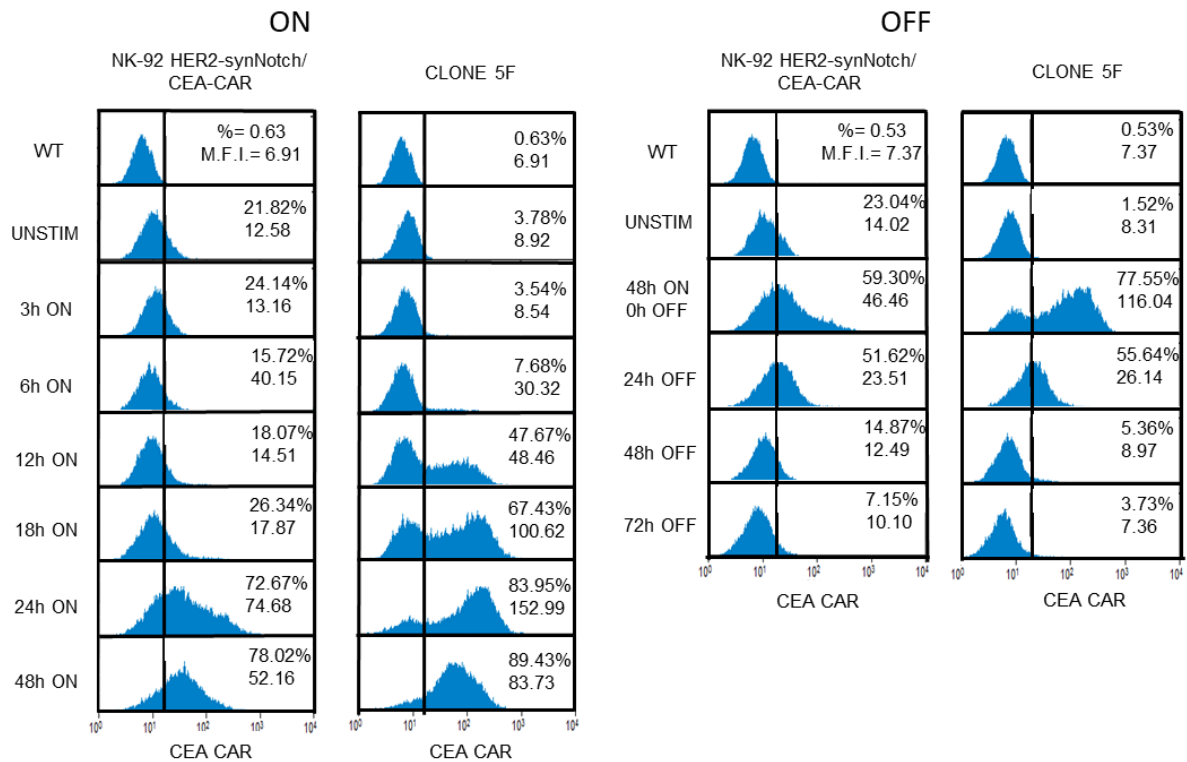 ON
NK-92 HER2-synNotch/
CEA-CAR
CLONE 5F
WT
%= 0.63
M.F.I.= 6.91
0.63%
6.91
UNSTIM
21.82%
12.58
3.78%
8.92
3h ON
24.14%
13.16
3.54%
8.54
6h ON
15.72%
40.15
7.68%
30.32
12h ON
18.07%
14.51
47.67%
48.46
18h ON
26.34%
17.87
67.43%
100.62
24h ON
72.67%
74.68
83.95%
152.99
48h ON
78.02%
52.16
89.43%
83.73
10⁰ 10¹ 10² 10³ 10⁴
10⁰ 10¹ 10² 10³ 10⁴
CEA CAR
CEA CAR
OFF
NK-92 HER2-synNotch/
CEA-CAR
CLONE 5F
WT
%= 0.53
M.F.I.= 7.37
0.53%
7.37
UNSTIM
23.04%
14.02
1.52%
8.31
48h ON
0h OFF
59.30%
46.46
77.55%
116.04
24h OFF
51.62%
23.51
55.64%
26.14
48h OFF
14.87%
12.49
5.36%
8.97
72h OFF
7.15%
10.10
3.73%
7.36
10⁰ 10¹ 10² 10³ 10⁴
10⁰ 10¹ 10² 10³ 10⁴
CEA CAR
CEA CAR